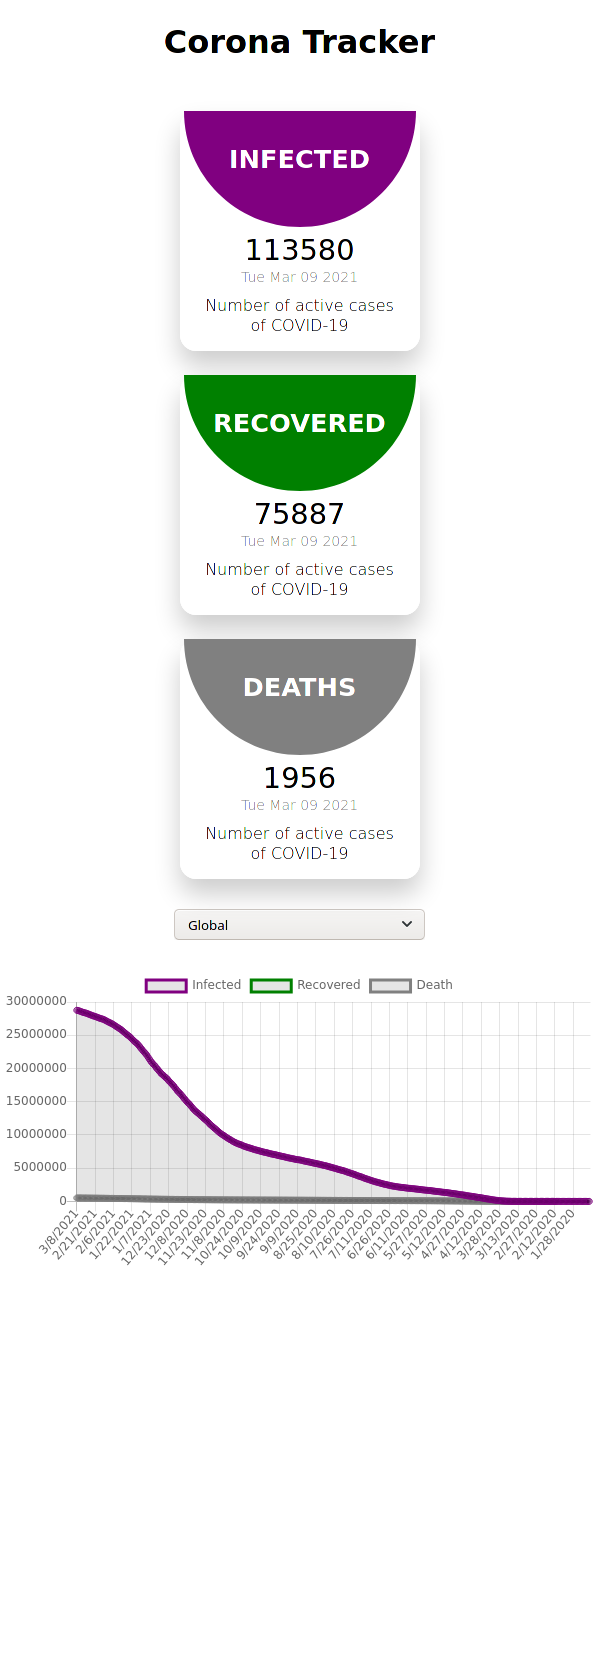 Corona Tracker
INFECTED
113580
Tue Mar 09 2021
Number of active cases
of COVID-19
RECOVERED
75887
Tue Mar 09 2021
Number of active cases
of COVID-19
DEATHS
1956
Tue Mar 09 2021
Number of active cases
of COVID-19
Global
Infected Recovered Death
30000000
25000000
20000000
15000000
10000000
5000000
0
3/8/2021
2/21/2021
2/6/2021
1/22/2021
1/7/2021
12/23/2020
12/8/2020
11/23/2020
11/8/2020
10/24/2020
10/9/2020
9/24/2020
9/9/2020
8/25/2020
8/10/2020
7/26/2020
7/11/2020
6/26/2020
6/11/2020
5/27/2020
5/12/2020
4/27/2020
4/12/2020
3/28/2020
3/13/2020
2/27/2020
2/12/2020
1/28/2020